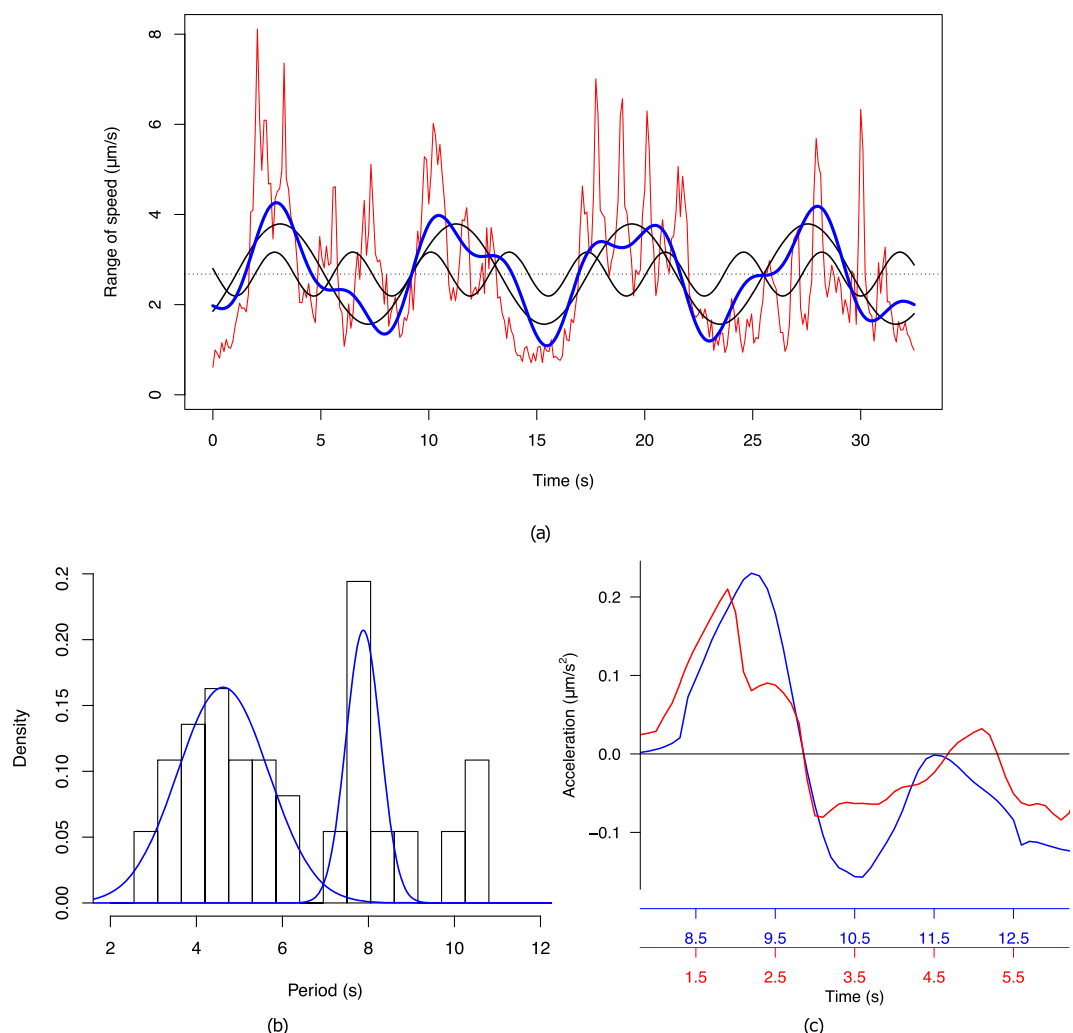 8
6
4
2
0
Range of speed (μm/s)
0 5 10 15 20 25 30
Time (s)
(a)
0.2
0.20
0.15
0.10
0.05
0.00
Density
2 4 6 8 10 12
Period (s)
(b)
0.2
0.1
0.0
−0.1
Acceleration (μm/s²)
8.5 9.5 10.5 11.5 12.5
1.5 2.5 3.5 4.5 5.5
Time (s)
(c)